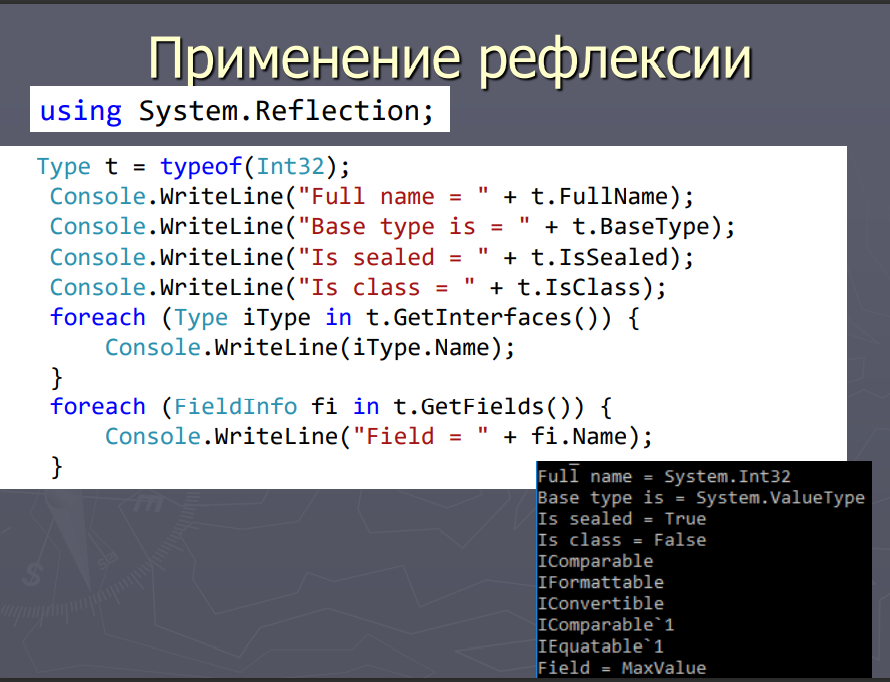 Применение рефлексии
using System.Reflection;
Type t = typeof(Int32);
Console.WriteLine("Full name = " + t.FullName);
Console.WriteLine("Base type is = " + t.BaseType);
Console.WriteLine("Is sealed = " + t.IsSealed);
Console.WriteLine("Is class = " + t.IsClass);
foreach (Type iType in t.GetInterfaces()) {
Console.WriteLine(iType.Name);
}
foreach (FieldInfo fi in t.GetFields()) {
Console.WriteLine("Field = " + fi.Name);
}
Full name = System.Int32
Base type is = System.ValueType
Is sealed = True
Is class = False
IComparable
IFormattable
IConvertible
IComparable`1
IEquatable`1
Field = MaxValue
m
S